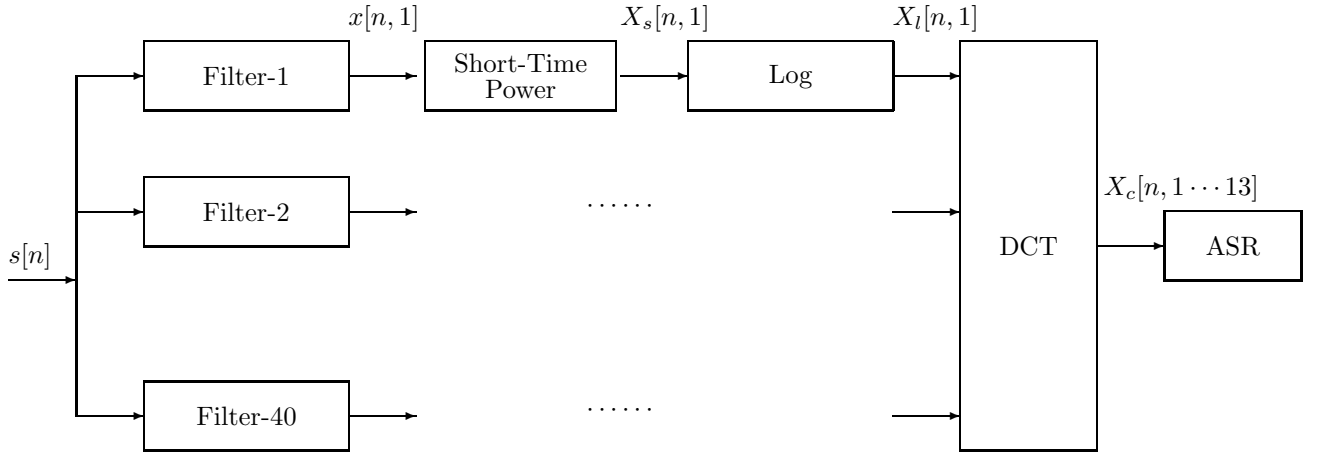 x[n, 1]
X_s[n, 1]
X_l[n, 1]
Filter-1
Short-Time
Power
Log
Filter-2
......
X_c[n, 1 ··· 13]
s[n]
DCT
ASR
Filter-40
......